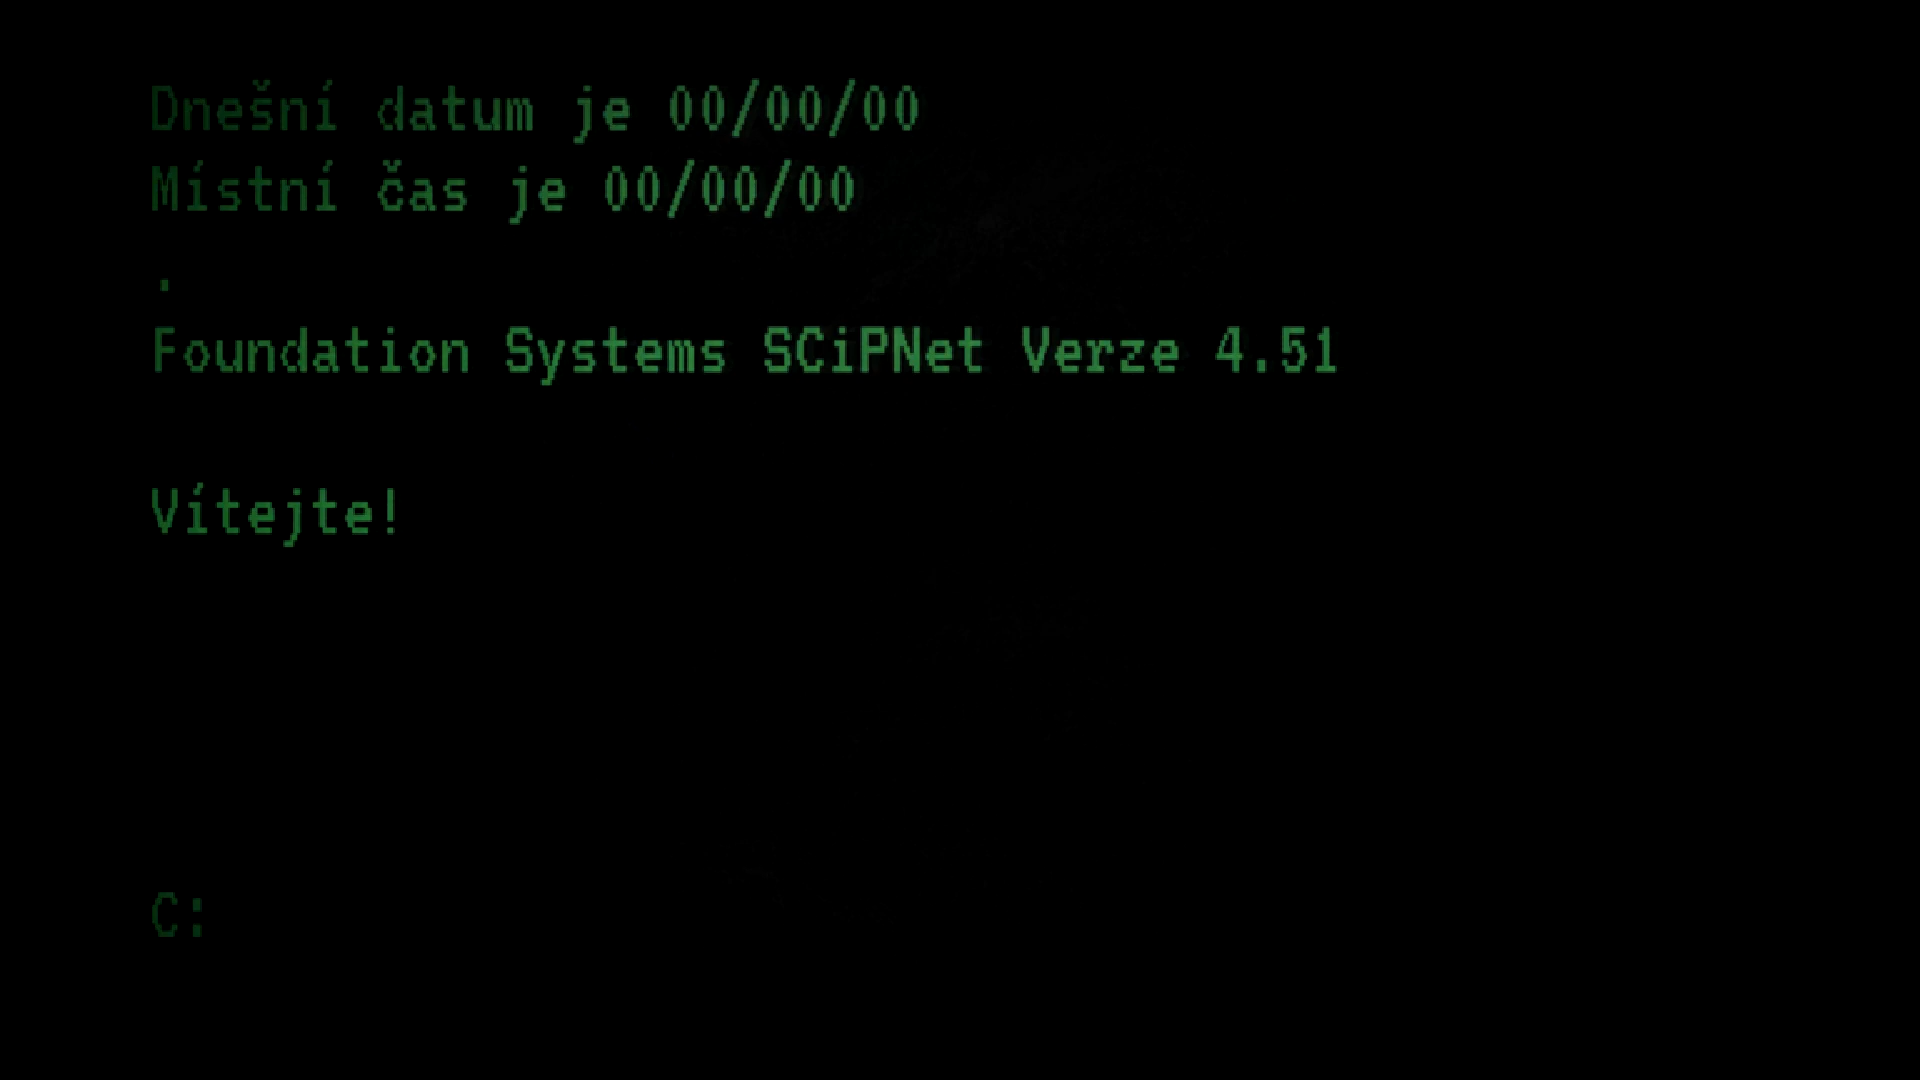 Dnešní datum je 00/00/00
Místní čas je 00/00/00
.
Foundation Systems SCiPNet Verze 4.51
Vítejte!
C: